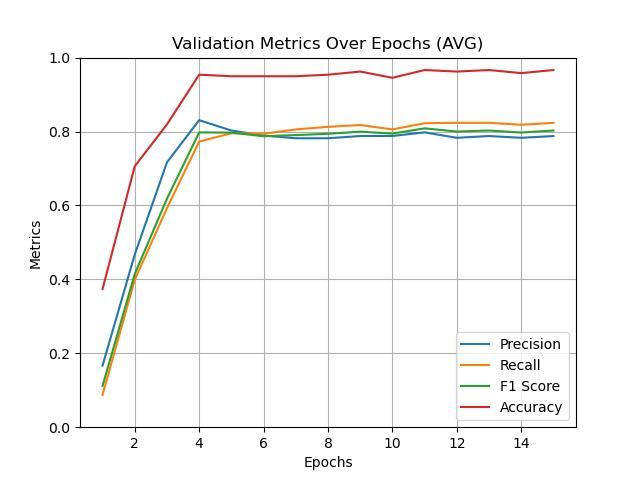 Validation Metrics Over Epochs (AVG)
1.0
0.8
0.6
0.4
0.2
0.0
Metrics
2 4 6 8 10 12 14
Epochs
Precision
Recall
F1 Score
Accuracy